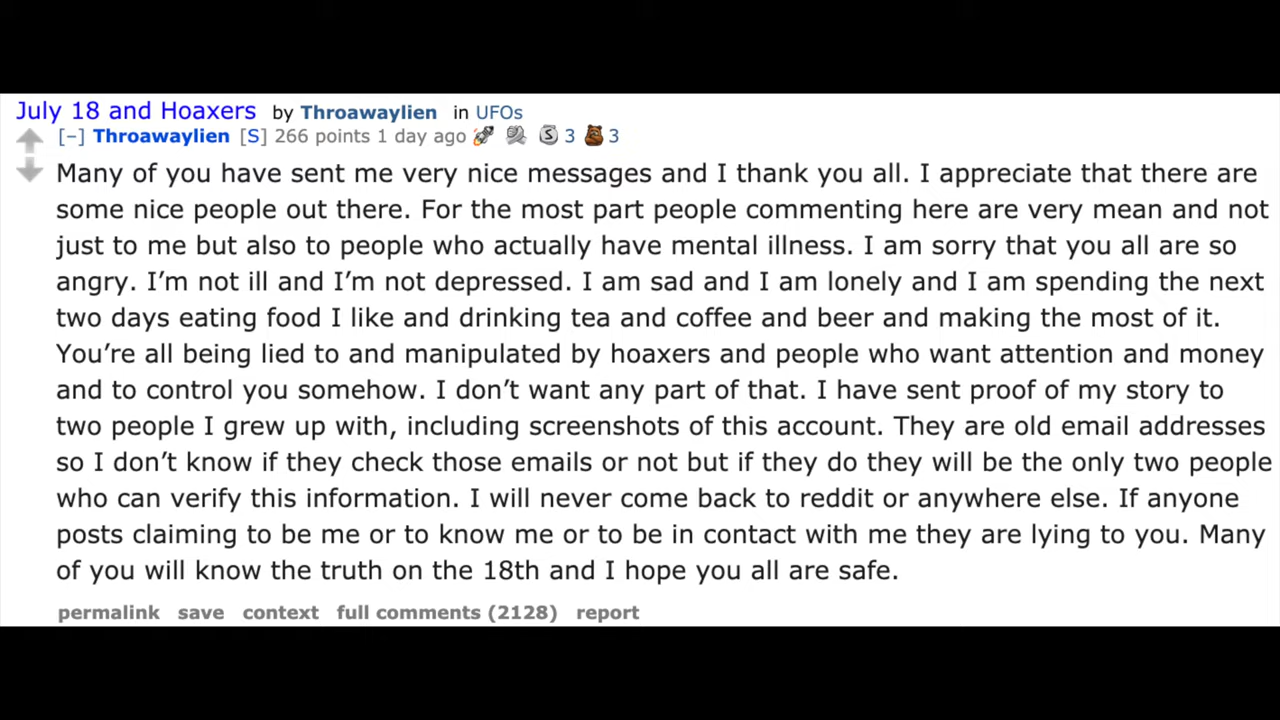 July 18 and Hoaxers by Throawaylien in UFOs
[–] Throawaylien [S] 266 points 1 day ago S 3 3
Many of you have sent me very nice messages and I thank you all. I appreciate that there are
some nice people out there. For the most part people commenting here are very mean and not
just to me but also to people who actually have mental illness. I am sorry that you all are so
angry. I’m not ill and I’m not depressed. I am sad and I am lonely and I am spending the next
two days eating food I like and drinking tea and coffee and beer and making the most of it.
You’re all being lied to and manipulated by hoaxers and people who want attention and money
and to control you somehow. I don’t want any part of that. I have sent proof of my story to
two people I grew up with, including screenshots of this account. They are old email addresses
so I don’t know if they check those emails or not but if they do they will be the only two people
who can verify this information. I will never come back to reddit or anywhere else. If anyone
posts claiming to be me or to know me or to be in contact with me they are lying to you. Many
of you will know the truth on the 18th and I hope you all are safe.
permalink save context full comments (2128) report